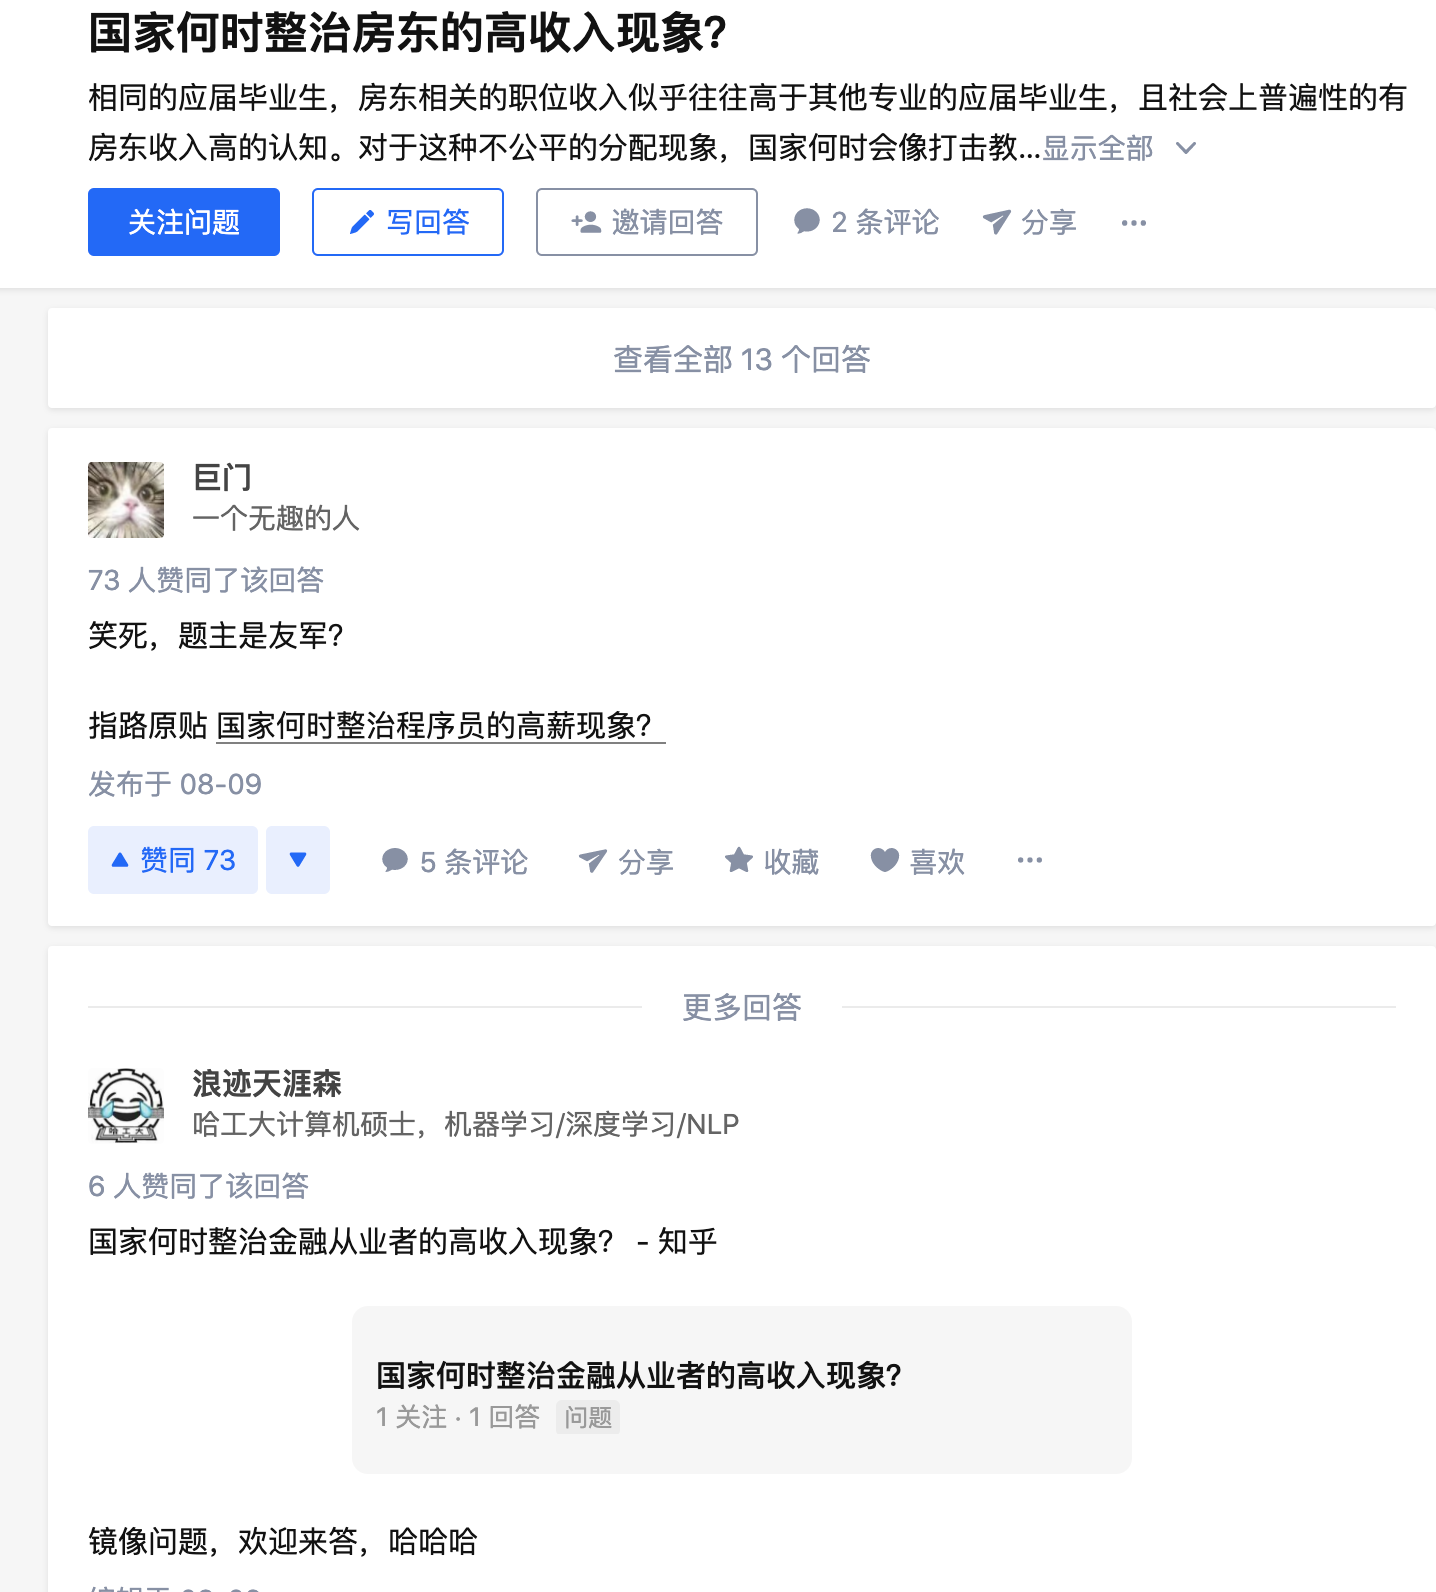 国家何时整治房东的高收入现象?
相同的应届毕业生，房东相关的职位收入似乎往往高于其他专业的应届毕业生，且社会上普遍性的有
房东收入高的认知。对于这种不公平的分配现象，国家何时会像打击教...显示全部
关注问题 写回答 邀请回答 2 条评论 分享 ···
查看全部 13 个回答
巨门
一个无趣的人
73 人赞同了该回答
笑死，题主是友军?
指路原贴 国家何时整治程序员的高薪现象?
发布于 08-09
赞同 73 5 条评论 分享 收藏 喜欢 ···
更多回答
浪迹天涯森
哈工大计算机硕士，机器学习/深度学习/NLP
6 人赞同了该回答
国家何时整治金融从业者的高收入现象? - 知乎
国家何时整治金融从业者的高收入现象?
1 关注 · 1 回答 问题
镜像问题，欢迎来答，哈哈哈